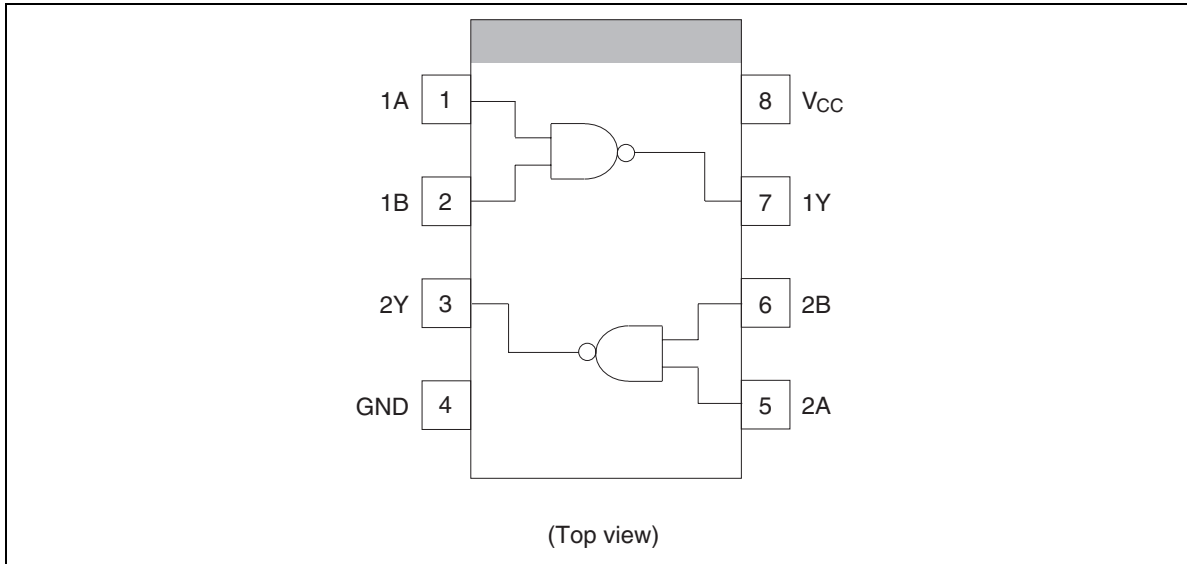 1A 1 8 VCC
1B 2 7 1Y
2Y 3 6 2B
GND 4 5 2A
(Top view)